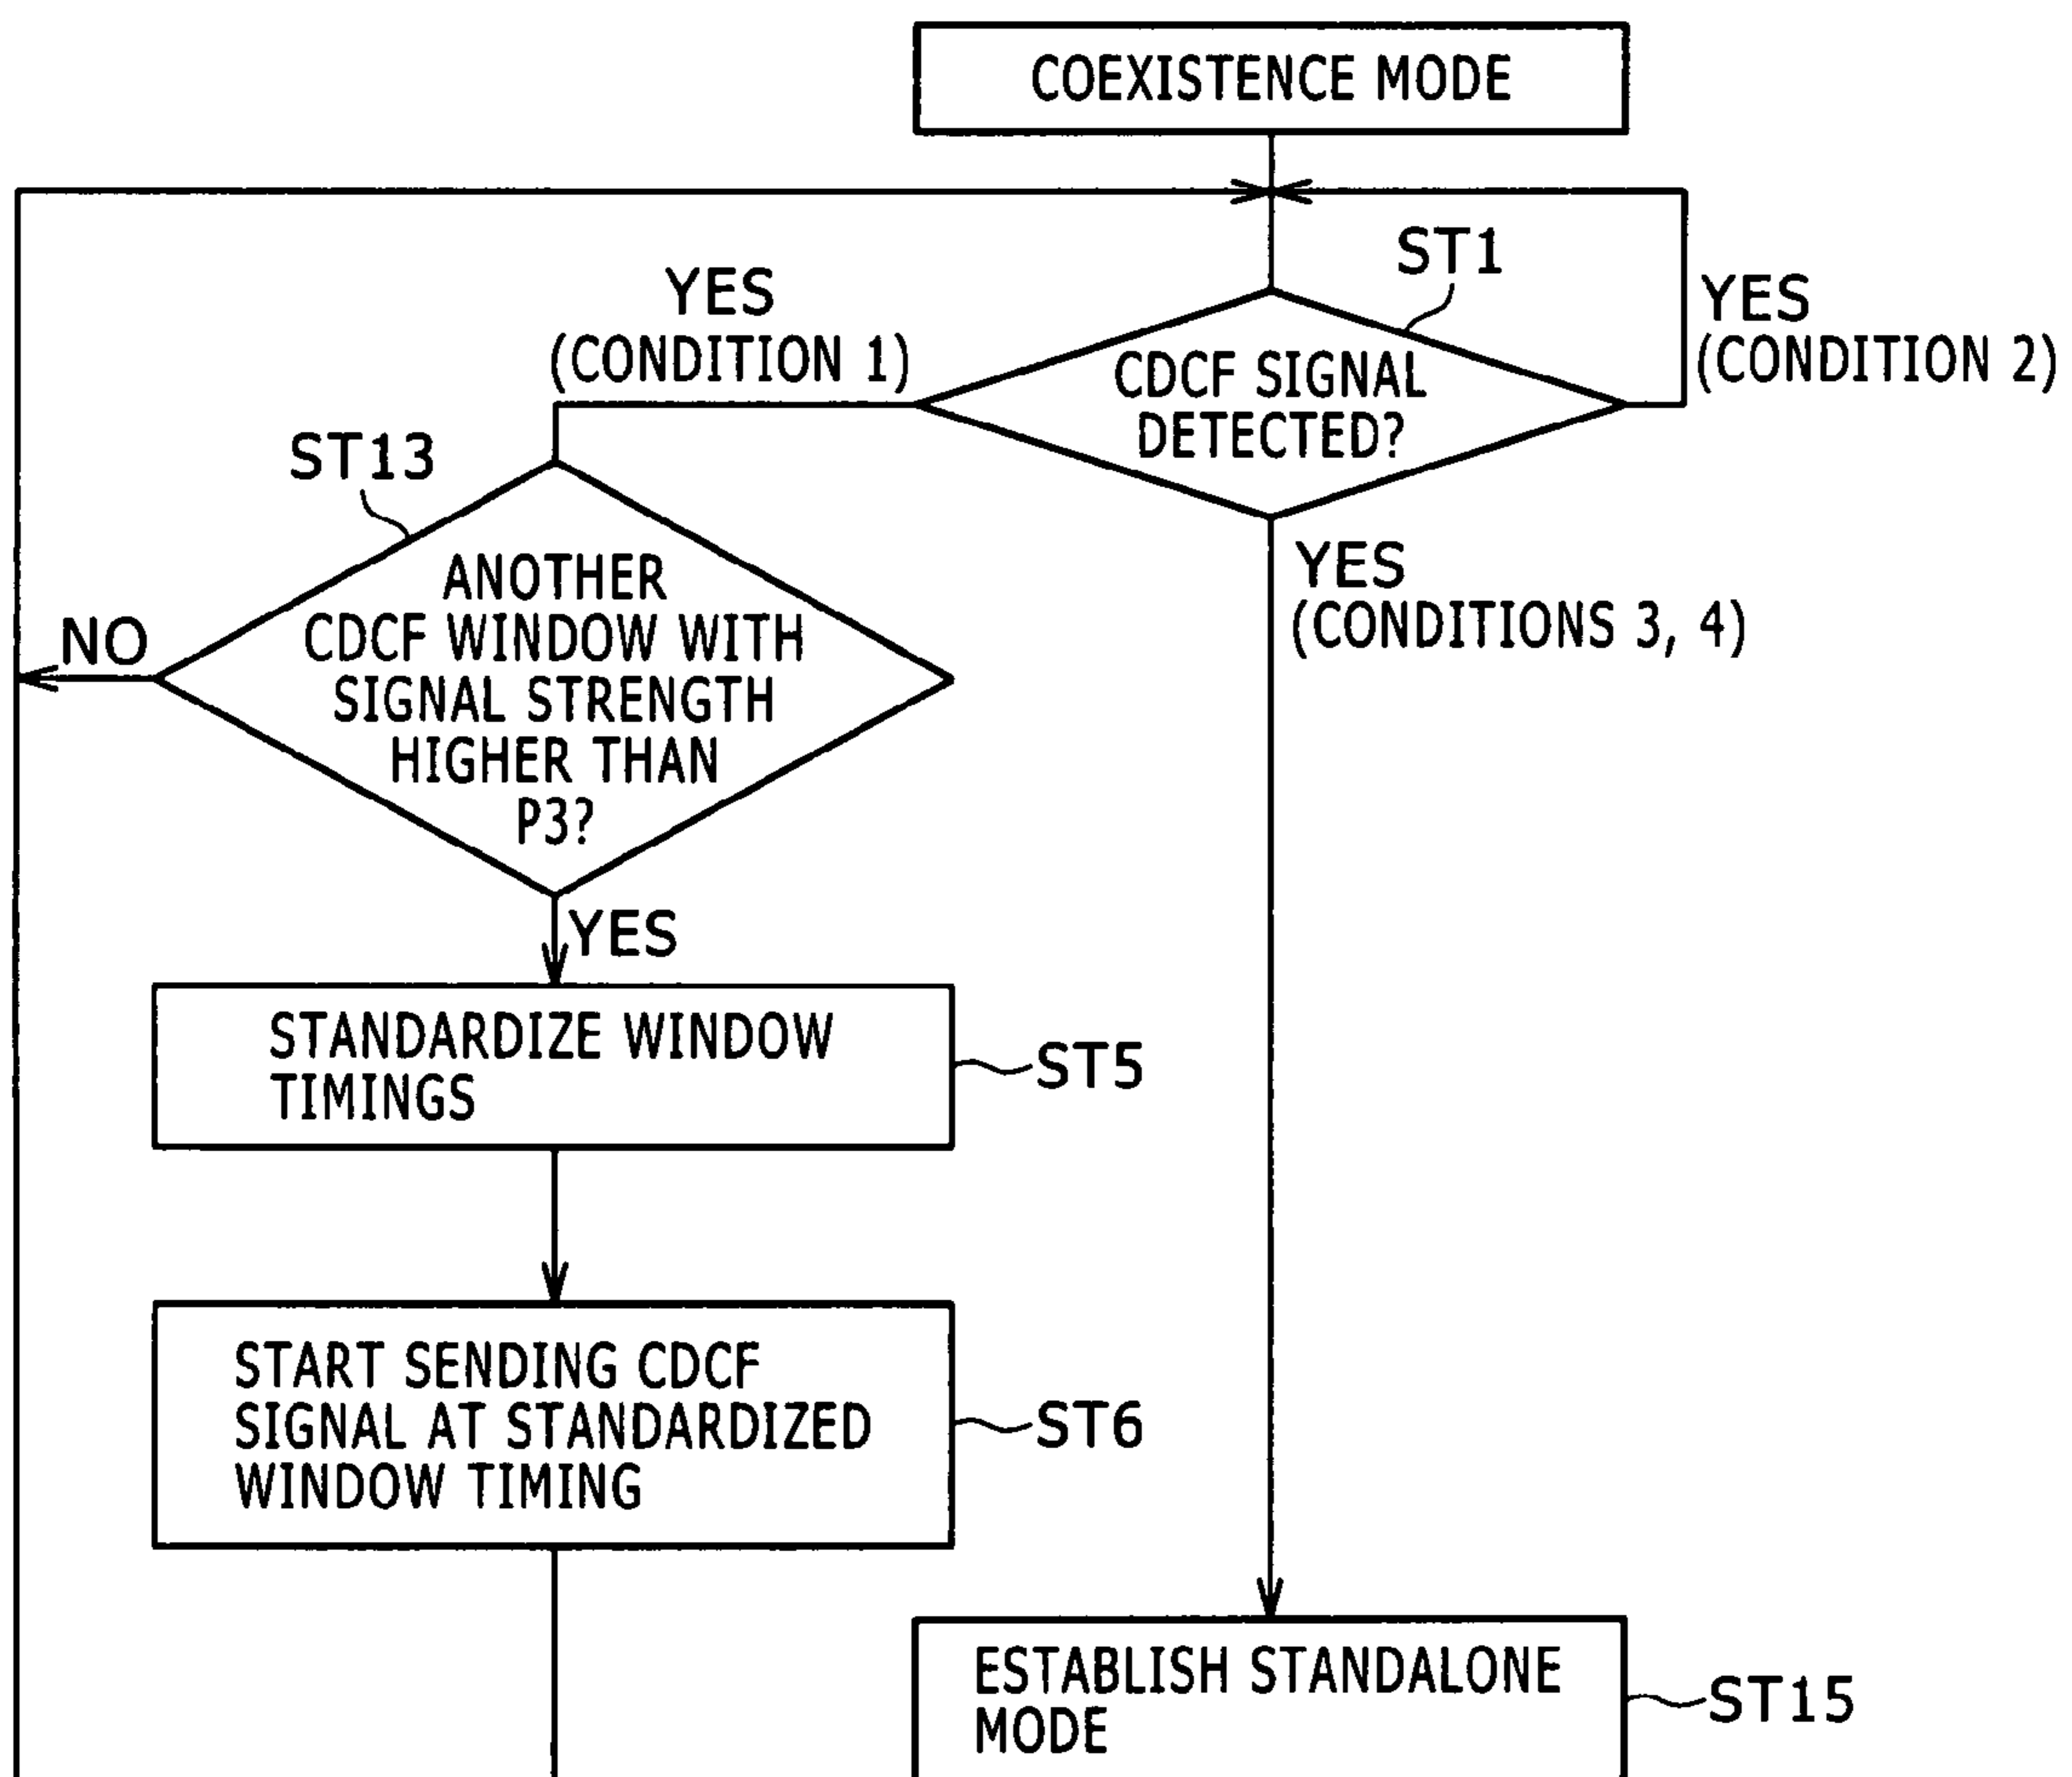 COEXISTENCE MODE
ST1
YES
(CONDITION 1)
YES
(CONDITION 2)
CDCF SIGNAL
DETECTED?
ST13
YES
(CONDITIONS 3, 4)
ANOTHER
CDCF WINDOW WITH
SIGNAL STRENGTH
HIGHER THAN
P3?
NO
YES
STANDARDIZE WINDOW
TIMINGS
ST5
START SENDING CDCF
SIGNAL AT STANDARDIZED
WINDOW TIMING
ST6
ESTABLISH STANDALONE
MODE
ST15